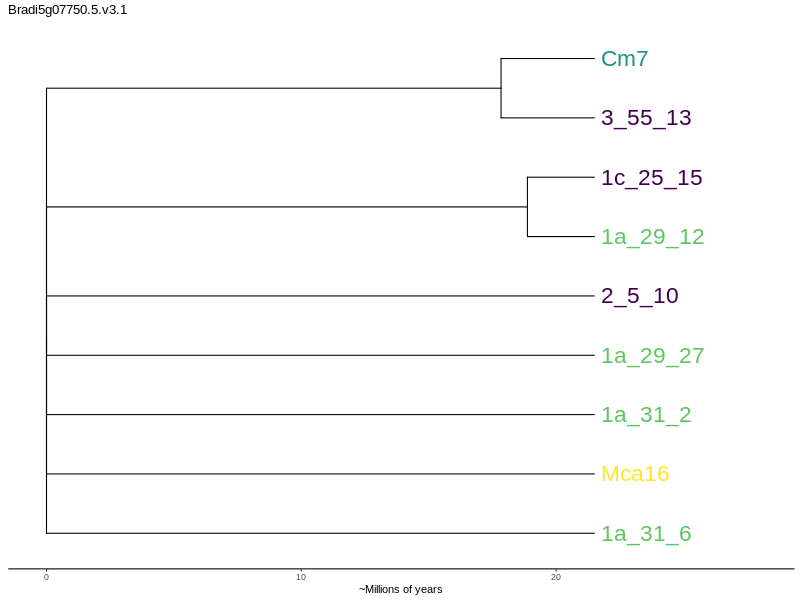 Bradi5g07750.5.v3.1
Cm7
3_55_13
1c_25_15
1a_29_12
2_5_10
1a_29_27
1a_31_2
Mca16
1a_31_6
0 10 20
~Millions of years